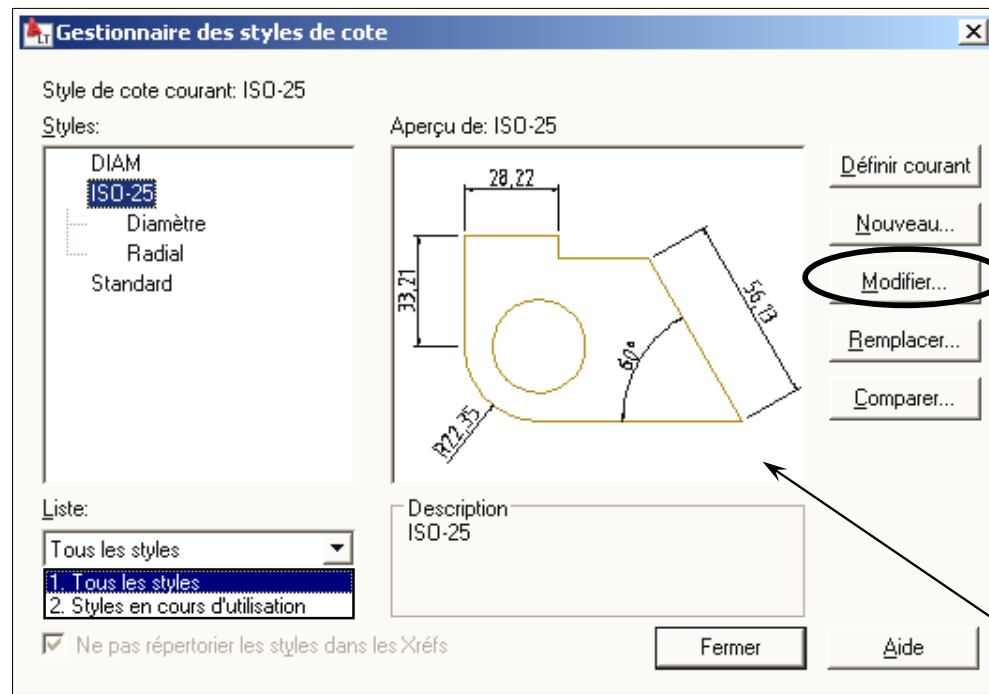 LT Gestionnaire des styles de cote
Style de cote courant: ISO-25
Styles:
DIAM
ISO-25
Diamètre
Radial
Standard
Aperçu de: ISO-25
28,22
33,21
56,13
60°
R22,35
Définir courant
Nouveau...
Modifier...
Remplacer...
Comparer...
Liste:
Tous les styles
1. Tous les styles
2. Styles en cours d'utilisation
Description
ISO-25
Ne pas répertorier les styles dans les Xréfs
Fermer
Aide